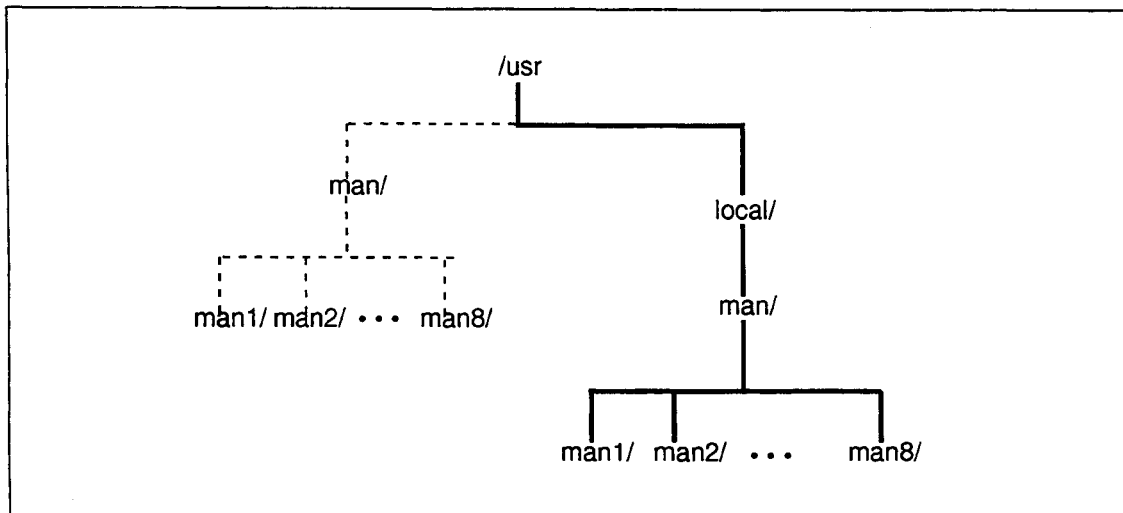 /usr
man/
local/
man1/ man2/ • • • man8/
man/
man1/ man2/ • • • man8/